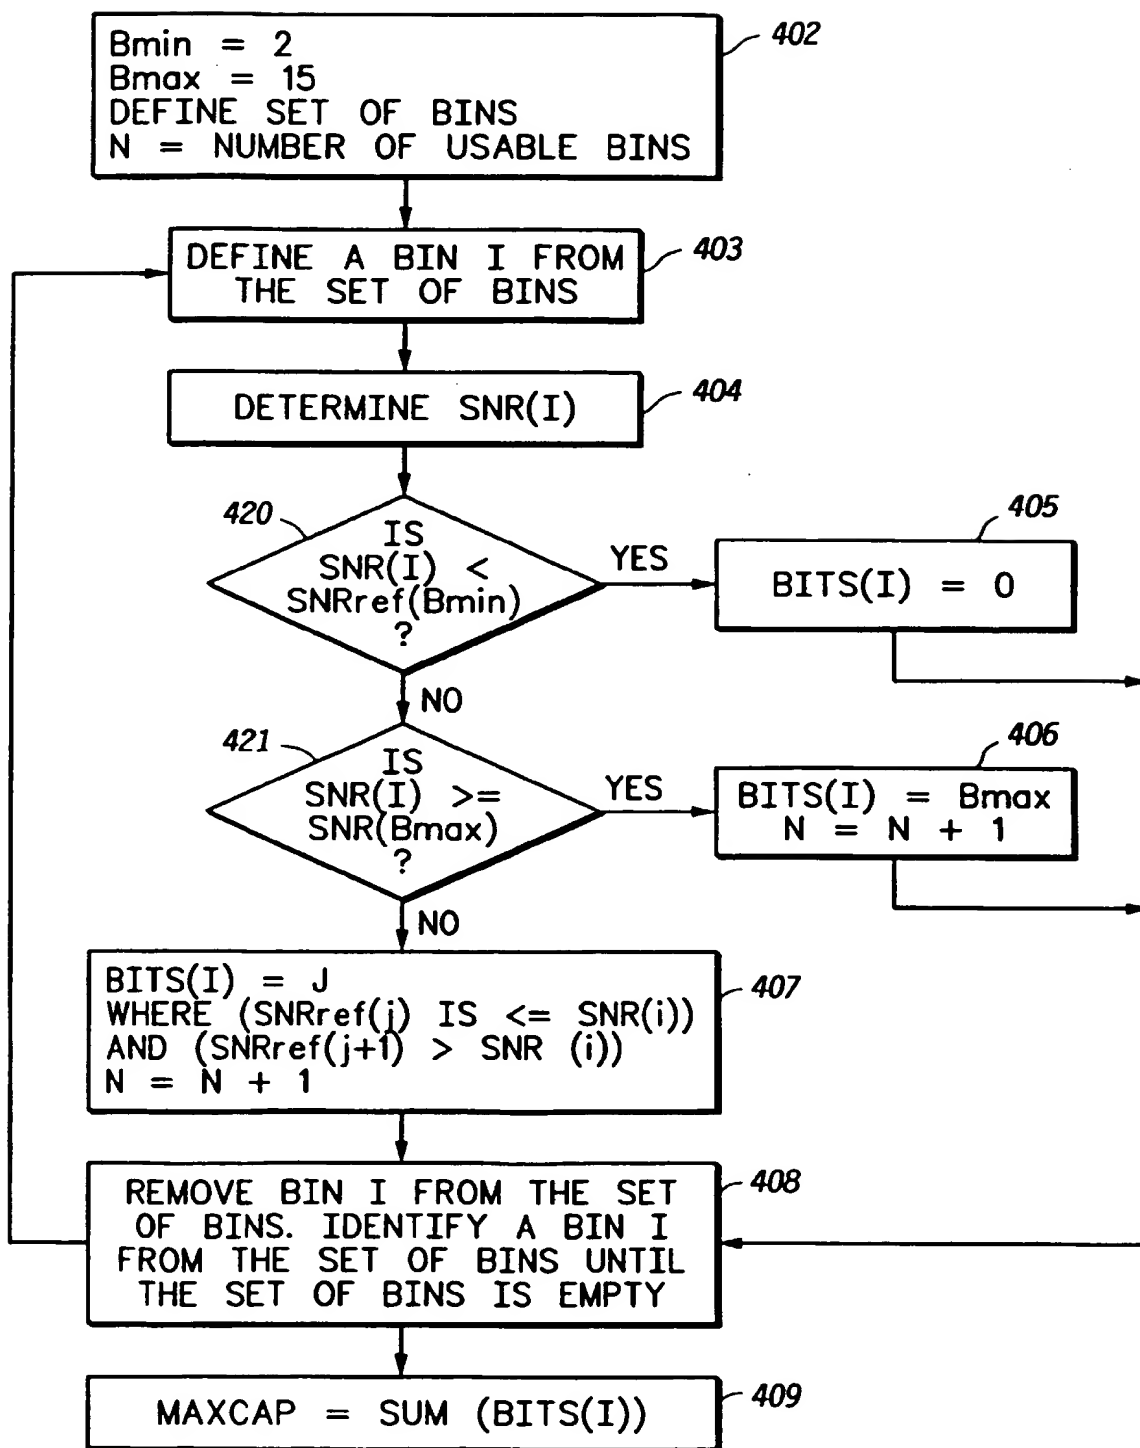 Bmin = 2
Bmax = 15
DEFINE SET OF BINS
N = NUMBER OF USABLE BINS
402
DEFINE A BIN I FROM
THE SET OF BINS
403
DETERMINE SNR(I)
404
420
IS
SNR(I) <
SNRref(Bmin)
?
YES
405
BITS(I) = 0
NO
421
IS
SNR(I) >=
SNR(Bmax)
?
YES
406
BITS(I) = Bmax
N = N + 1
NO
BITS(I) = J
WHERE (SNRref(j) IS <= SNR(i))
AND (SNRref(j+1) > SNR (i))
N = N + 1
407
REMOVE BIN I FROM THE SET
OF BINS. IDENTIFY A BIN I
FROM THE SET OF BINS UNTIL
THE SET OF BINS IS EMPTY
408
MAXCAP = SUM (BITS(I))
409